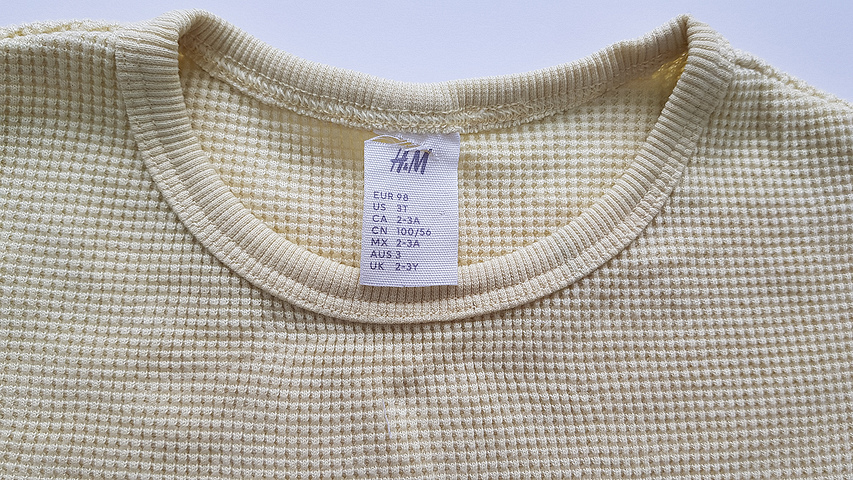 H&M
EUR 98
US 3T
CA 2-3A
CN 100/56
MX 2-3A
AUS 3
UK 2-3Y